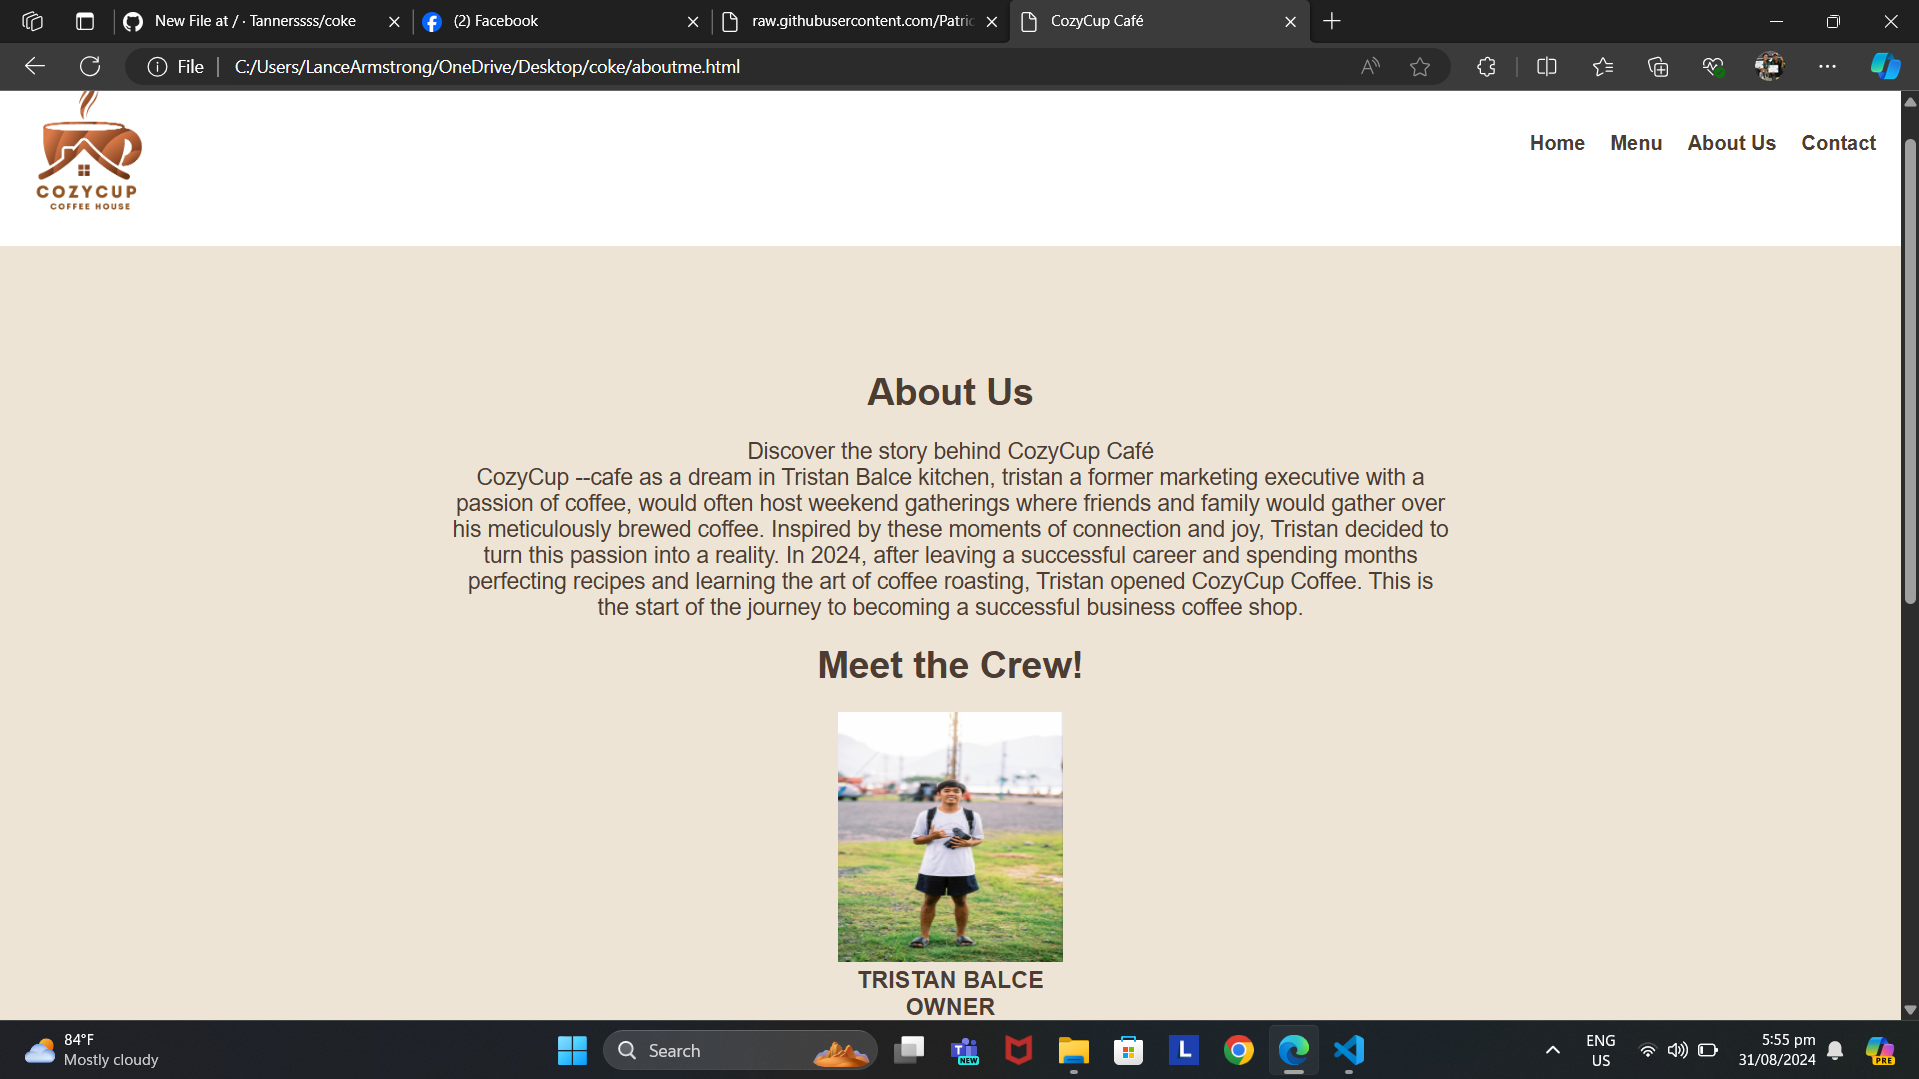 New File at / · Tannerssss/coke
(2) Facebook
raw.githubusercontent.com/Patric
CozyCup Café
File
C:/Users/LanceArmstrong/OneDrive/Desktop/coke/aboutme.html
COZYCUP
COFFEE HOUSE
Home Menu About Us Contact
About Us
Discover the story behind CozyCup Café
CozyCup --cafe as a dream in Tristan Balce kitchen, tristan a former marketing executive with a
passion of coffee, would often host weekend gatherings where friends and family would gather over
his meticulously brewed coffee. Inspired by these moments of connection and joy, Tristan decided to
turn this passion into a reality. In 2024, after leaving a successful career and spending months
perfecting recipes and learning the art of coffee roasting, Tristan opened CozyCup Coffee. This is
the start of the journey to becoming a successful business coffee shop.
Meet the Crew!
TRISTAN BALCE
OWNER
84°F
Mostly cloudy
Search
NEW
L
ENG
US
5:55 pm
31/08/2024
PRE